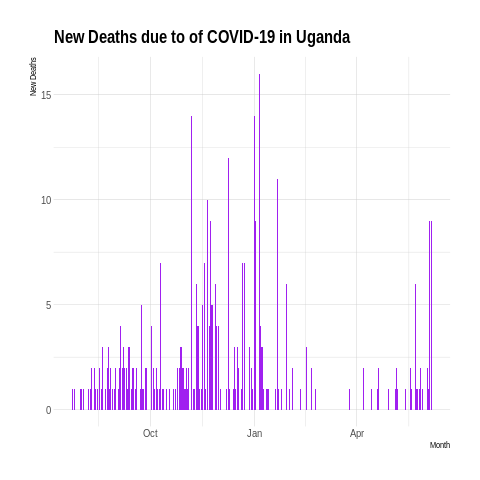 New Deaths due to of COVID-19 in Uganda
New Deaths
15
10
5
0
Oct
Jan
Apr
Month